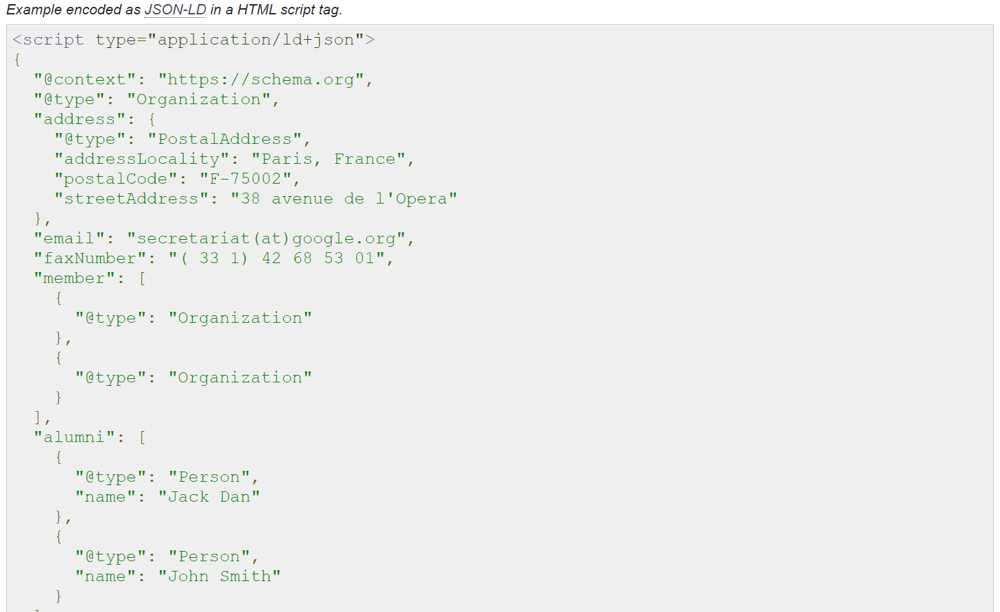 Example encoded as JSON-LD in a HTML script tag.
<script type="application/ld+json">
{
  "@context": "https://schema.org",
  "@type": "Organization",
  "address": {
    "@type": "PostalAddress",
    "addressLocality": "Paris, France",
    "postalCode": "F-75002",
    "streetAddress": "38 avenue de l'Opera"
  },
  "email": "secretariat(at)google.org",
  "faxNumber": "( 33 1) 42 68 53 01",
  "member": [
    {
      "@type": "Organization"
    },
    {
      "@type": "Organization"
    }
  ],
  "alumni": [
    {
      "@type": "Person",
      "name": "Jack Dan"
    },
    {
      "@type": "Person",
      "name": "John Smith"
    }